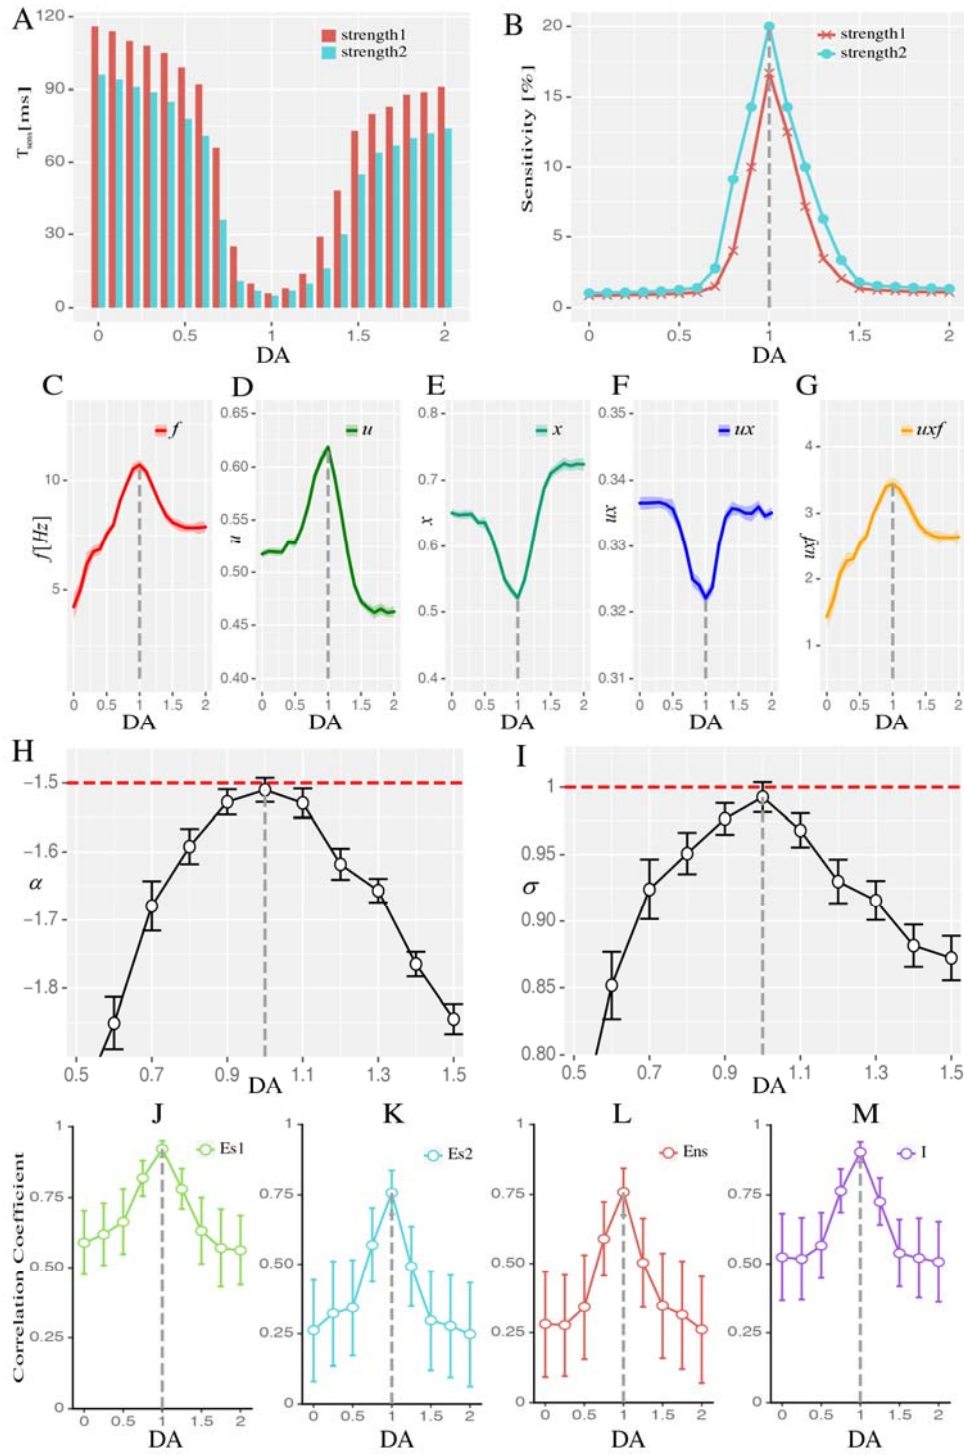 A
120
90
60
30
0
T_sens [ms]
strength1
strength2
0
0.5
1
1.5
2
DA
B
20
15
10
5
0
Sensitivity [%]
strength1
strength2
0
0.5
1
1.5
2
DA
C
f
10
5
f[Hz]
0
0.5
1
1.5
2
DA
D
u
0.65
0.60
0.55
0.50
0.45
0.40
u
0
0.5
1
1.5
2
DA
E
x
0.8
0.7
0.6
0.5
0.4
x
0
0.5
1
1.5
2
DA
F
ux
0.35
0.34
0.33
0.32
0.31
ux
0
0.5
1
1.5
2
DA
G
uxf
4
3
2
1
uxf
0
0.5
1
1.5
2
DA
H
−1.5
−1.6
−1.7
−1.8
α
0.5
0.7
0.9
1.1
1.3
1.5
DA
I
1
0.95
0.90
0.85
0.80
σ
0.5
0.7
0.9
1.1
1.3
1.5
DA
Correlation Coefficient
J
Es1
1
0.75
0.50
0.25
0
0
0.5
1
1.5
2
DA
K
Es2
1
0.75
0.50
0.25
0
0
0.5
1
1.5
2
DA
L
Ens
1
0.75
0.50
0.25
0
0
0.5
1
1.5
2
DA
M
I
1
0.75
0.50
0.25
0
0
0.5
1
1.5
2
DA